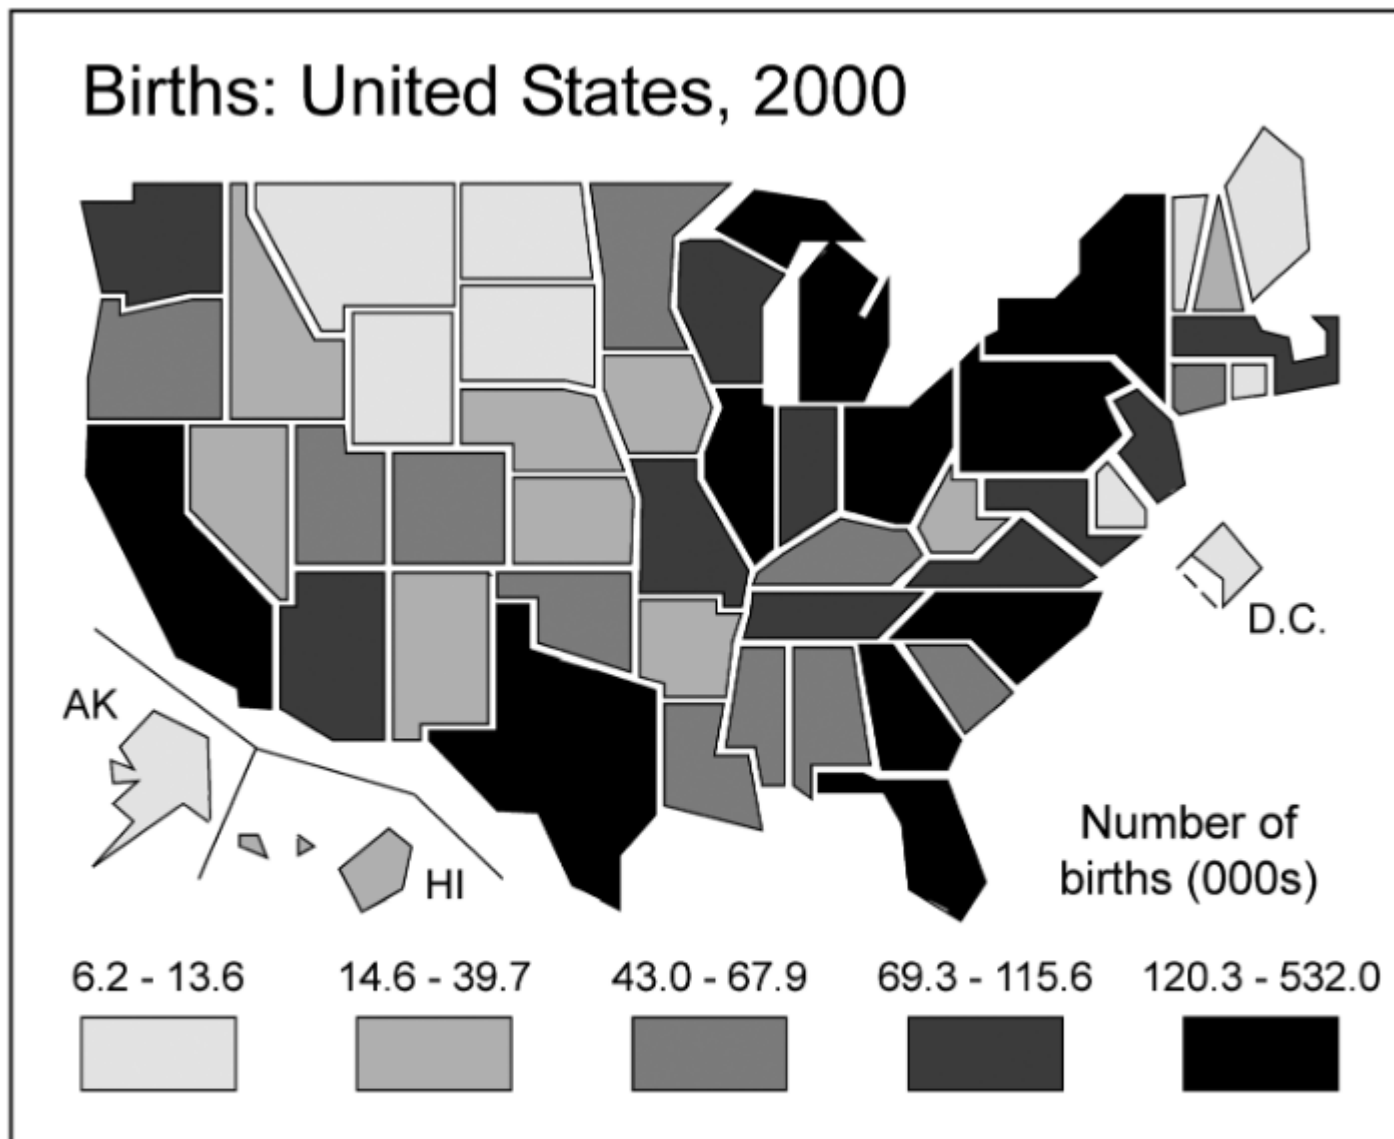 Births: United States, 2000
D.C.
AK
HI
Number of
births (000s)
6.2 - 13.6
14.6 - 39.7
43.0 - 67.9
69.3 - 115.6
120.3 - 532.0